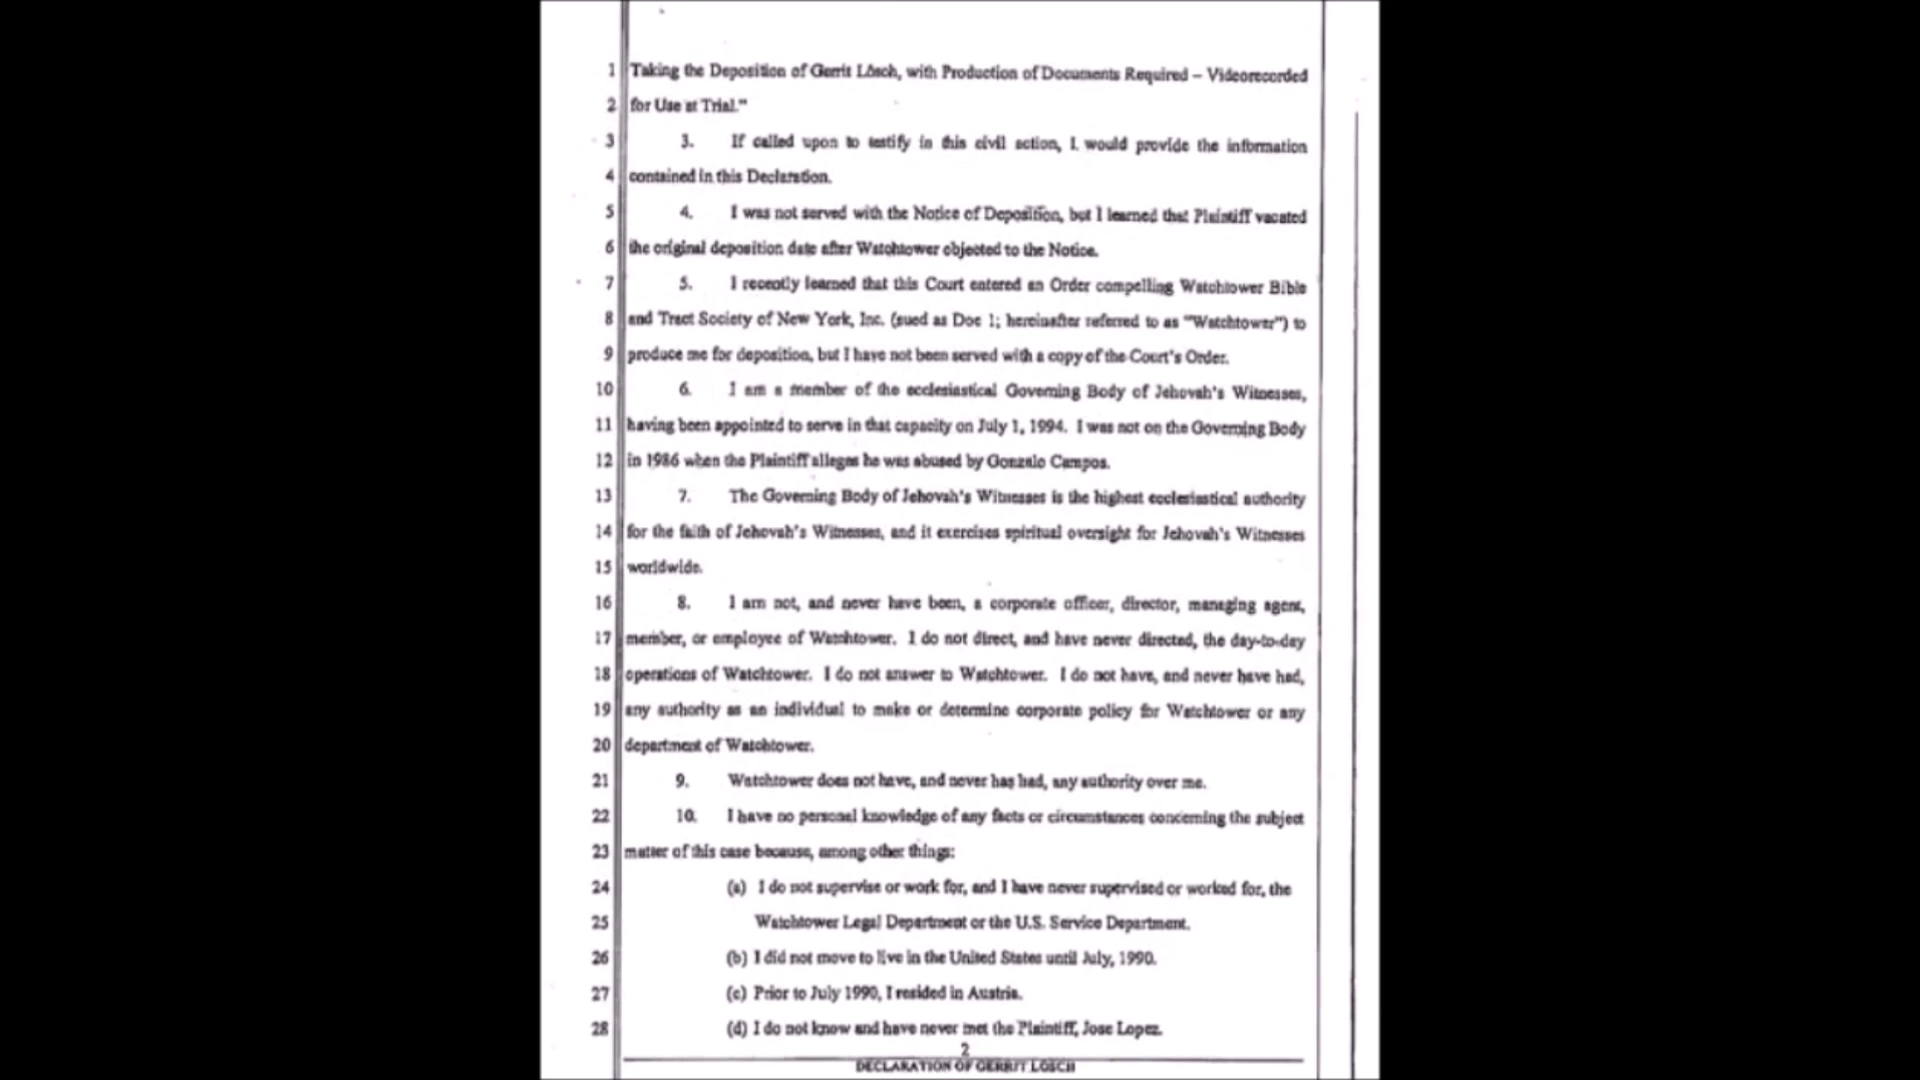 1 Taking the Deposition of Gerrit Lösch, with Production of Documents Required – Videorecorded
2 for Use at Trial."
3 3. If called upon to testify in this civil action, I would provide the information
4 contained in this Declaration.
5 4. I was not served with the Notice of Deposition, but I learned that Plaintiff vacated
6 the original deposition date after Watchtower objected to the Notice.
7 5. I recently learned that this Court entered an Order compelling Watchtower Bible
8 and Tract Society of New York, Inc. (sued as Doe 1; hereinafter referred to as "Watchtower") to
9 produce me for deposition, but I have not been served with a copy of the Court's Order.
10 6. I am a member of the ecclesiastical Governing Body of Jehovah's Witnesses,
11 having been appointed to serve in that capacity on July 1, 1994. I was not on the Governing Body
12 in 1986 when the Plaintiff alleges he was abused by Gonzalo Campos.
13 7. The Governing Body of Jehovah's Witnesses is the highest ecclesiastical authority
14 for the faith of Jehovah's Witnesses, and it exercises spiritual oversight for Jehovah's Witnesses
15 worldwide.
16 8. I am not, and never have been, a corporate officer, director, managing agent,
17 member, or employee of Watchtower. I do not direct, and have never directed, the day-to-day
18 operations of Watchtower. I do not answer to Watchtower. I do not have, and never have had,
19 any authority as an individual to make or determine corporate policy for Watchtower or any
20 department of Watchtower.
21 9. Watchtower does not have, and never has had, any authority over me.
22 10. I have no personal knowledge of any facts or circumstances concerning the subject
23 matter of this case because, among other things:
24 (a) I do not supervise or work for, and I have never supervised or worked for, the
25 Watchtower Legal Department or the U.S. Service Department.
26 (b) I did not move to live in the United States until July, 1990.
27 (c) Prior to July 1990, I resided in Austria.
28 (d) I do not know and have never met the Plaintiff, Jose Lopez.
2
DECLARATION OF GERRIT LÖSCH